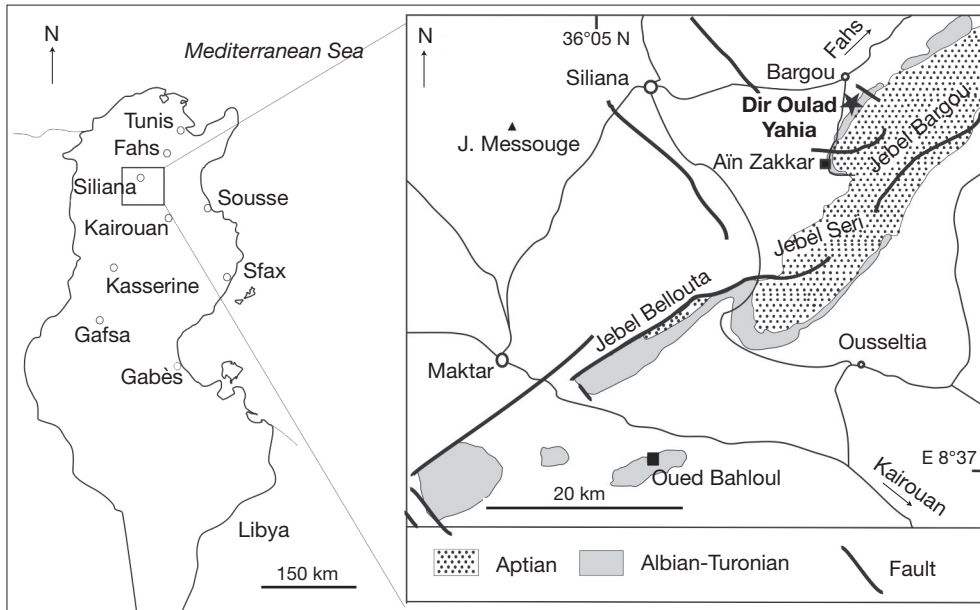 N
Mediterranean Sea
Tunis
Fahs
Siliana
Sousse
Kairouan
Kasserine
Sfax
Gafsa
Gabès
Libya
150 km
N
36°05 N
Fahs
Siliana
Bargou
Dir Oulad
Yahia
J. Messouge
Aïn Zakkar
Jebel Bargou
Jebel Seri
Jebel Bellouta
Ousseltia
Maktar
E 8°37
Oued Bahloul
Kairouan
20 km
Aptian
Albian-Turonian
Fault